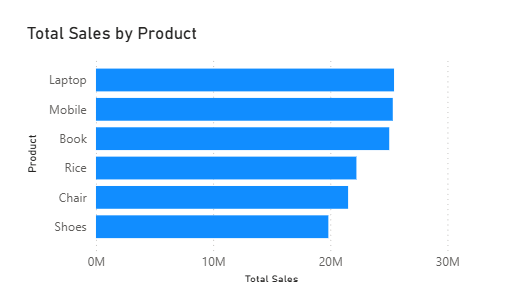 Total Sales by Product
Product
Laptop
Mobile
Book
Rice
Chair
Shoes
0M 10M 20M 30M
Total Sales